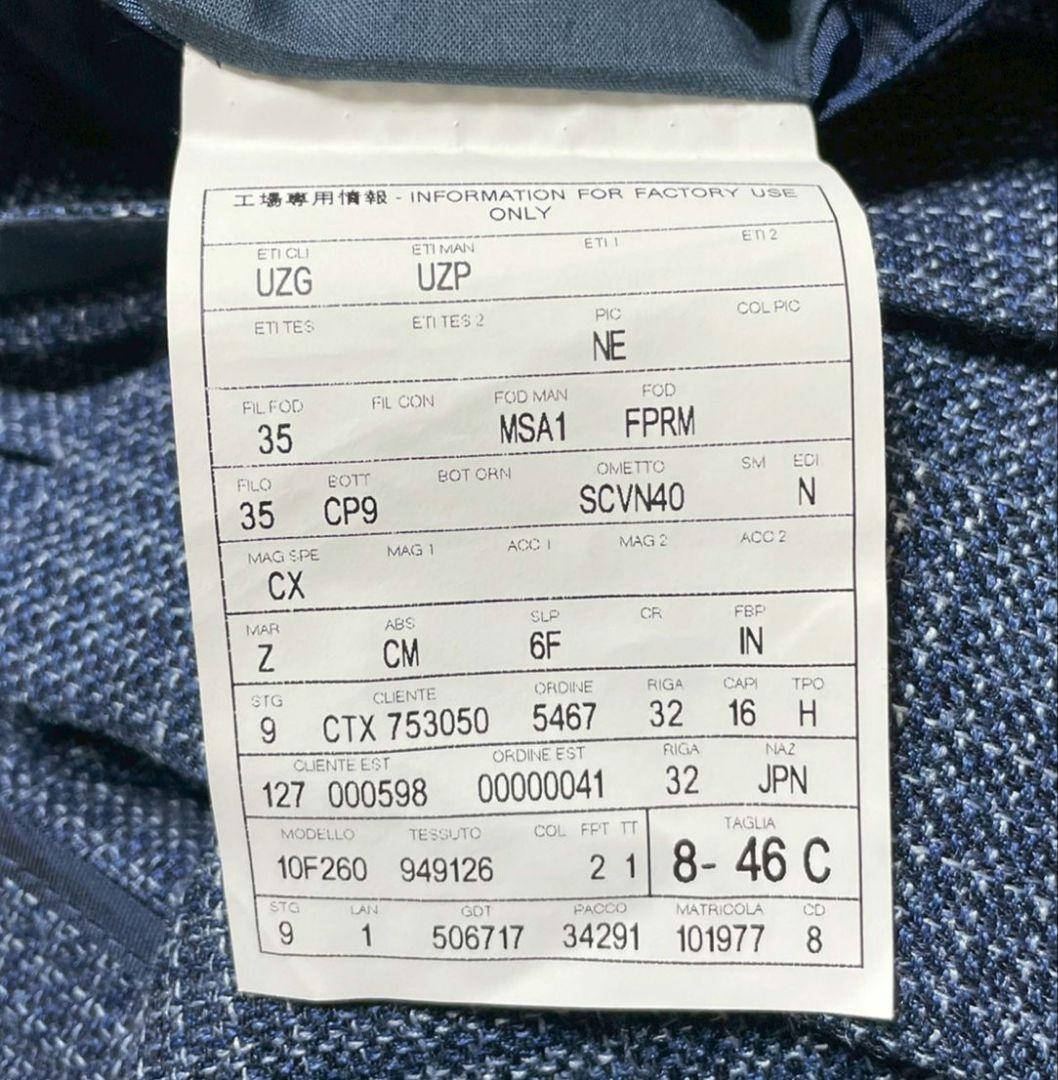 工場專用情報 - INFORMATION FOR FACTORY USE
ONLY
ETI CLI ETI MAN ETI 1 ETI 2
UZG UZP
ETI TES ETI TES 2 PIC COL PIC
NE
FIL FOD FIL CON FOD MAN FOD
35 MSA1 FPRM
FILO BOTT BOT ORN OMETTO SM EDI
35 CP9 SCVN40 N
MAG SPE MAG 1 ACC 1 MAG 2 ACC 2
CX
MAR ABS SLP CR FBP
Z CM 6F IN
STG CLIENTE ORDINE RIGA CAPI TPO
9 CTX 753050 5467 32 16 H
CLIENTE EST ORDINE EST RIGA NAZ
127 000598 00000041 32 JPN
MODELLO TESSUTO COL FPT TT TAGLIA
10F260 949126 2 1 8- 46 C
STG LAN GDT PACCO MATRICOLA CD
9 1 506717 34291 101977 8